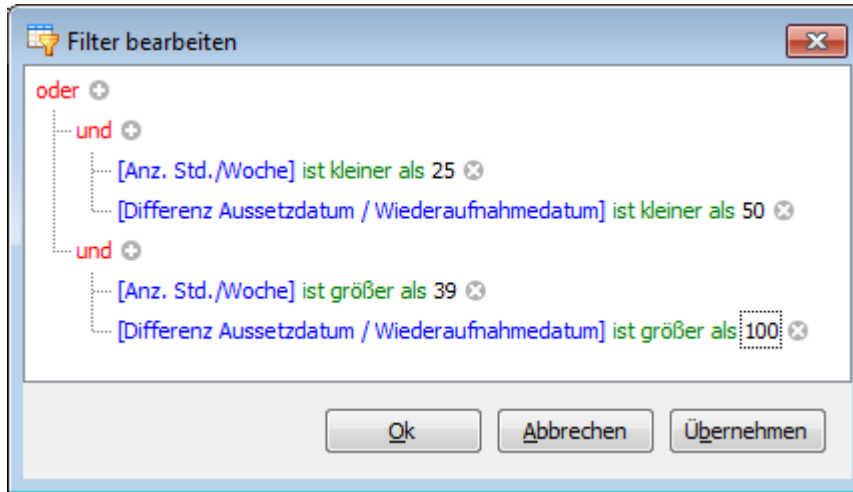 Filter bearbeiten
oder
und
[Anz. Std./Woche] ist kleiner als 25
[Differenz Aussetzdatum / Wiederaufnahmedatum] ist kleiner als 50
und
[Anz. Std./Woche] ist größer als 39
[Differenz Aussetzdatum / Wiederaufnahmedatum] ist größer als 100
Ok Abbrechen Übernehmen